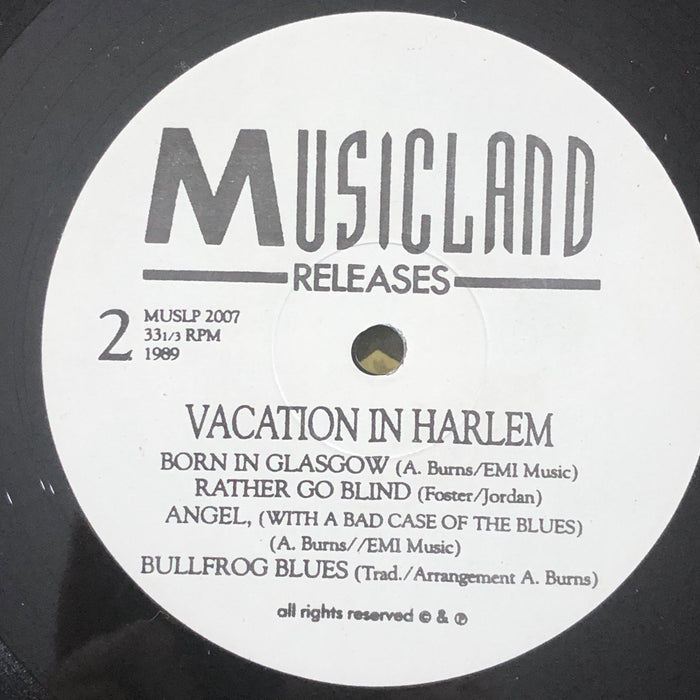 MUSICLAND
RELEASES
2
MUSLP 2007
33 1/3 RPM
1989
VACATION IN HARLEM
BORN IN GLASGOW (A. Burns/EMI Music)
RATHER GO BLIND (Foster/Jordan)
ANGEL, (WITH A BAD CASE OF THE BLUES)
(A. Burns//EMI Music)
BULLFROG BLUES (Trad./Arrangement A. Burns)
all rights reserved © & ℗